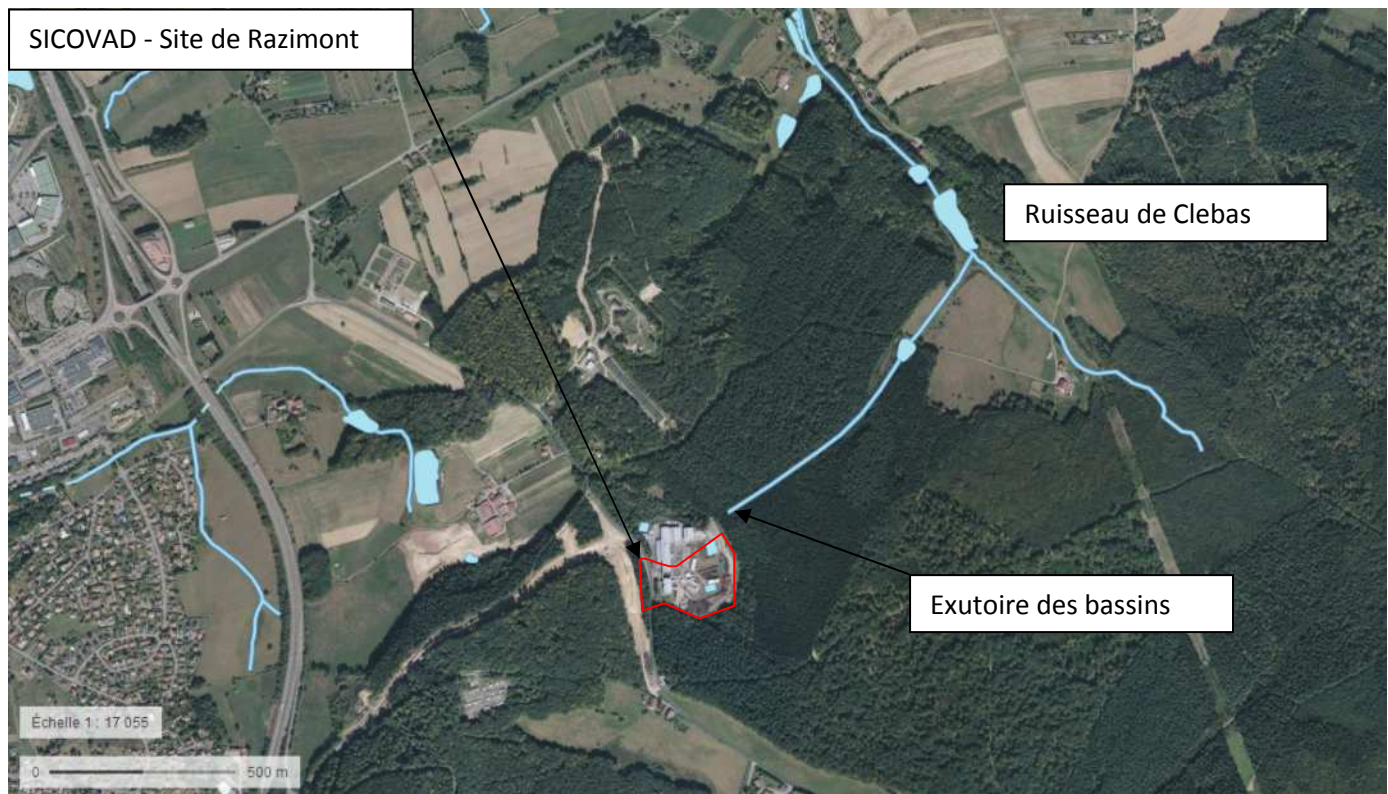 SICOVAD - Site de Razimont
Ruisseau de Clebas
Exutoire des bassins
Échelle 1 : 17 055
0 500 m